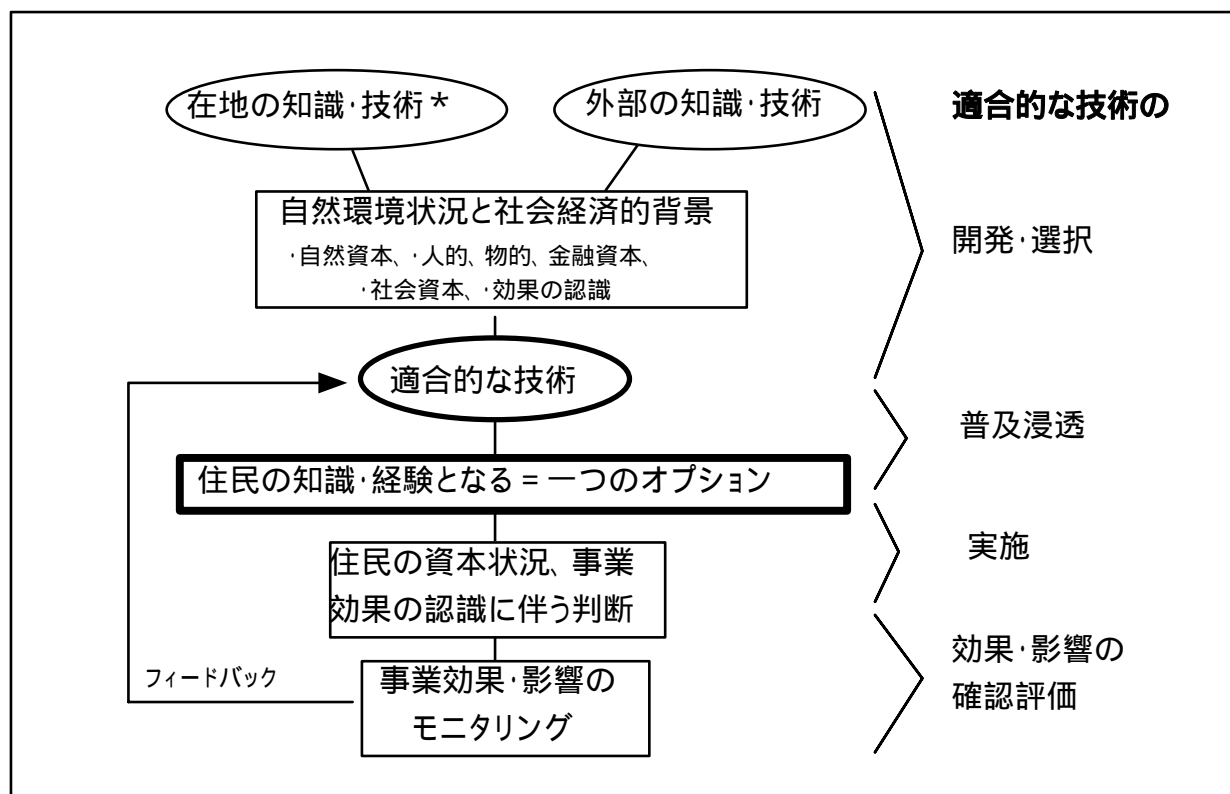 在地の知識・技術*
外部の知識・技術
適合的な技術の
自然環境状況と社会経済的背景
・自然資本、・人的、物的、金融資本、
・社会資本、・効果の認識
開発・選択
適合的な技術
普及浸透
住民の知識・経験となる = 一つのオプション
実施
住民の資本状況、事業
効果の認識に伴う判断
フィードバック
事業効果・影響の
モニタリング
効果・影響の
確認評価